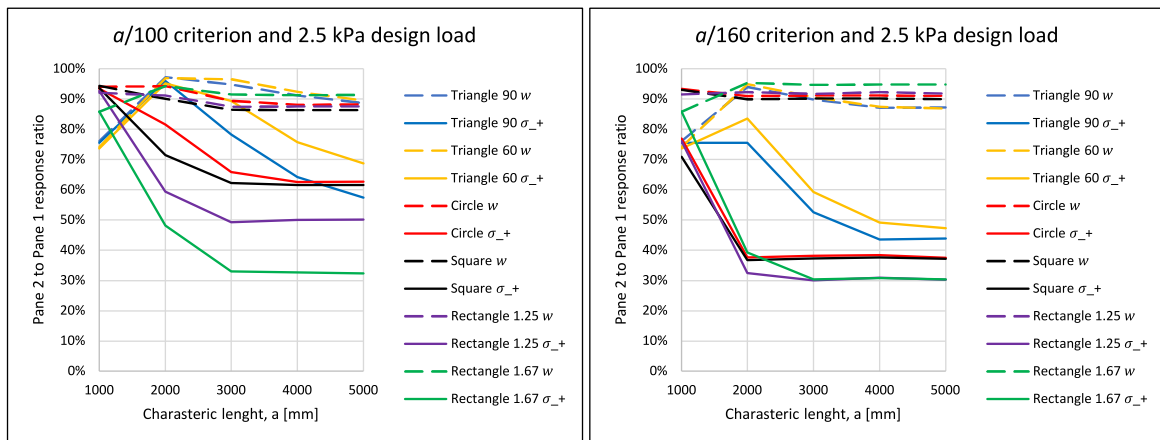 a/100 criterion and 2.5 kPa design load
100%
90%
80%
70%
60%
50%
40%
30%
20%
10%
0%
Pane 2 to Pane 1 response ratio
1000 2000 3000 4000 5000
Charasteric lenght, a [mm]
Triangle 90 w
Triangle 90 σ_+
Triangle 60 w
Triangle 60 σ_+
Circle w
Circle σ_+
Square w
Square σ_+
Rectangle 1.25 w
Rectangle 1.25 σ_+
Rectangle 1.67 w
Rectangle 1.67 σ_+
a/160 criterion and 2.5 kPa design load
100%
90%
80%
70%
60%
50%
40%
30%
20%
10%
0%
Pane 2 to Pane 1 response ratio
1000 2000 3000 4000 5000
Charasteric lenght, a [mm]
Triangle 90 w
Triangle 90 σ_+
Triangle 60 w
Triangle 60 σ_+
Circle w
Circle σ_+
Square w
Square σ_+
Rectangle 1.25 w
Rectangle 1.25 σ_+
Rectangle 1.67 w
Rectangle 1.67 σ_+